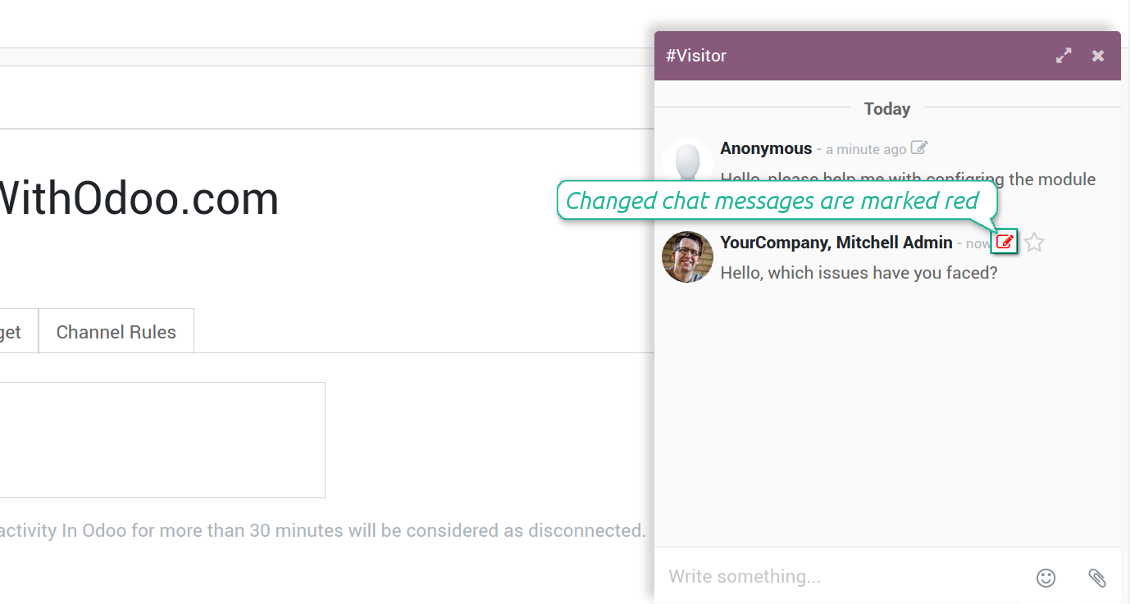 #Visitor
Today
Anonymous - a minute ago
Hello, please help me with configring the module
WithOdoo.com
Changed chat messages are marked red
YourCompany, Mitchell Admin - now
Hello, which issues have you faced?
get
Channel Rules
activity In Odoo for more than 30 minutes will be considered as disconnected.
Write something...